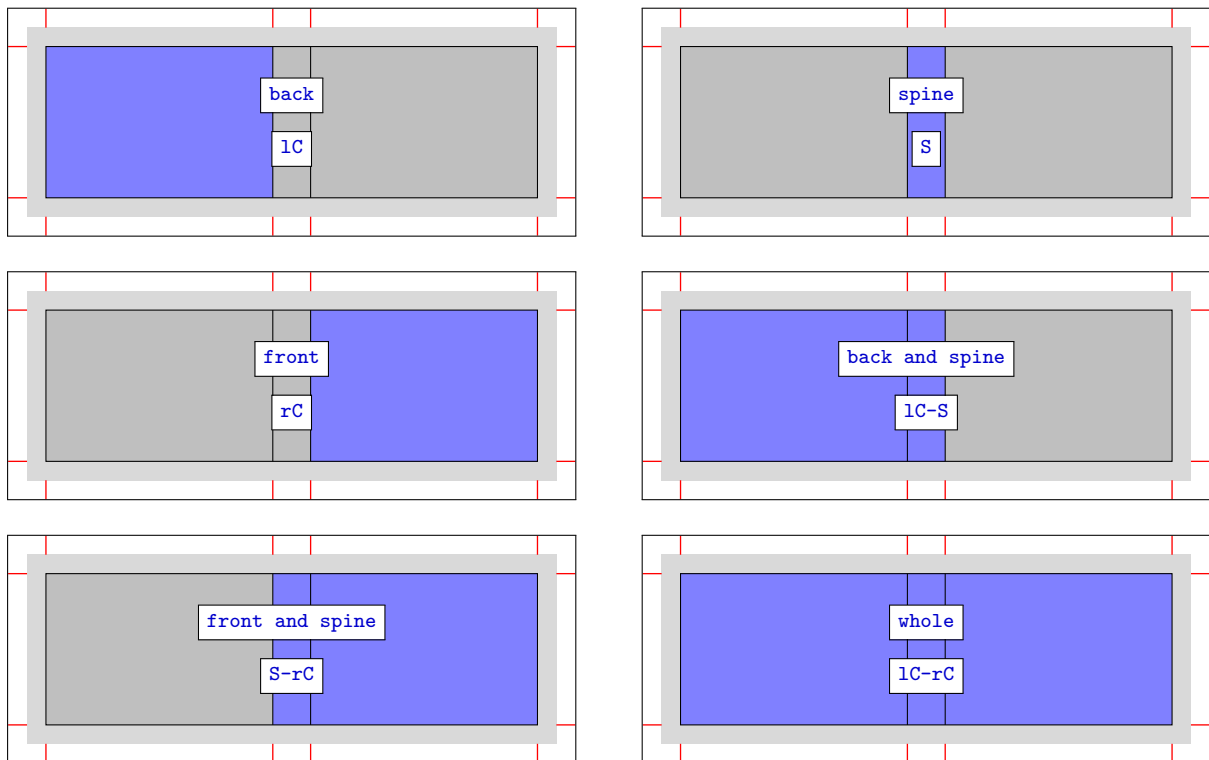 back
lC
spine
S
front
rC
back and spine
lC-S
front and spine
S-rC
whole
lC-rC